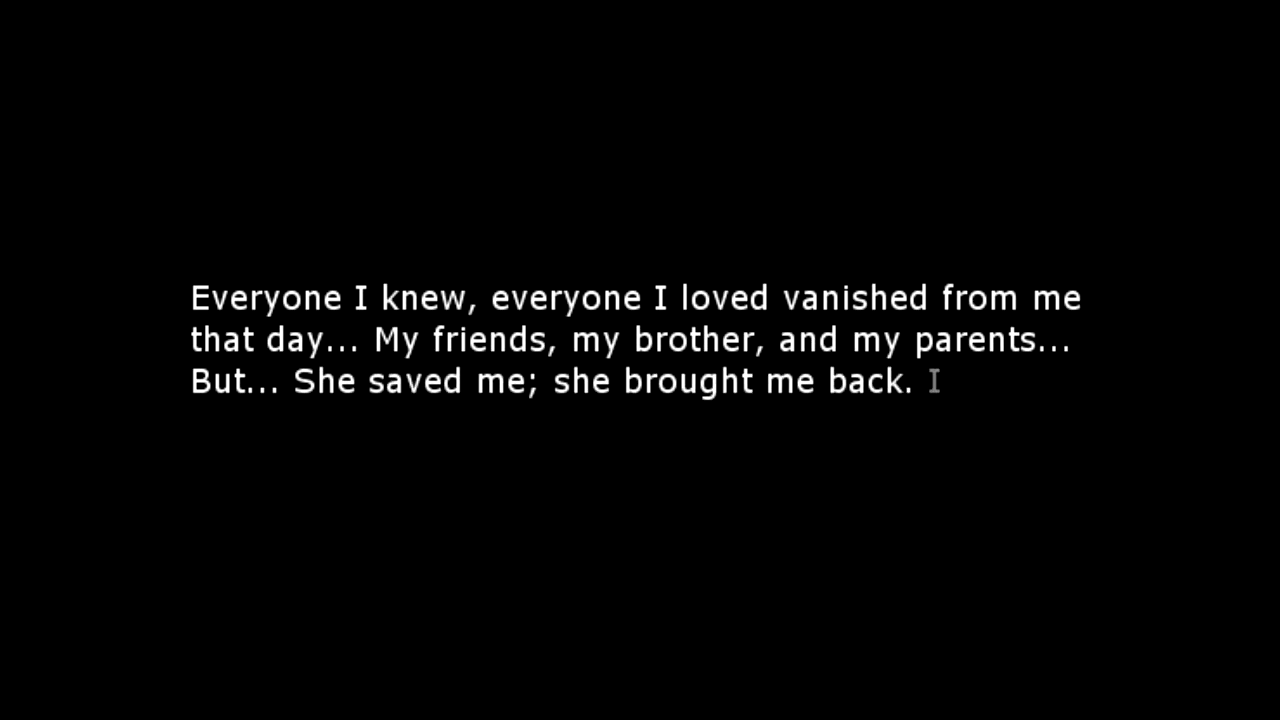 Everyone I knew, everyone I loved vanished from me
that day... My friends, my brother, and my parents...
But... She saved me; she brought me back. I